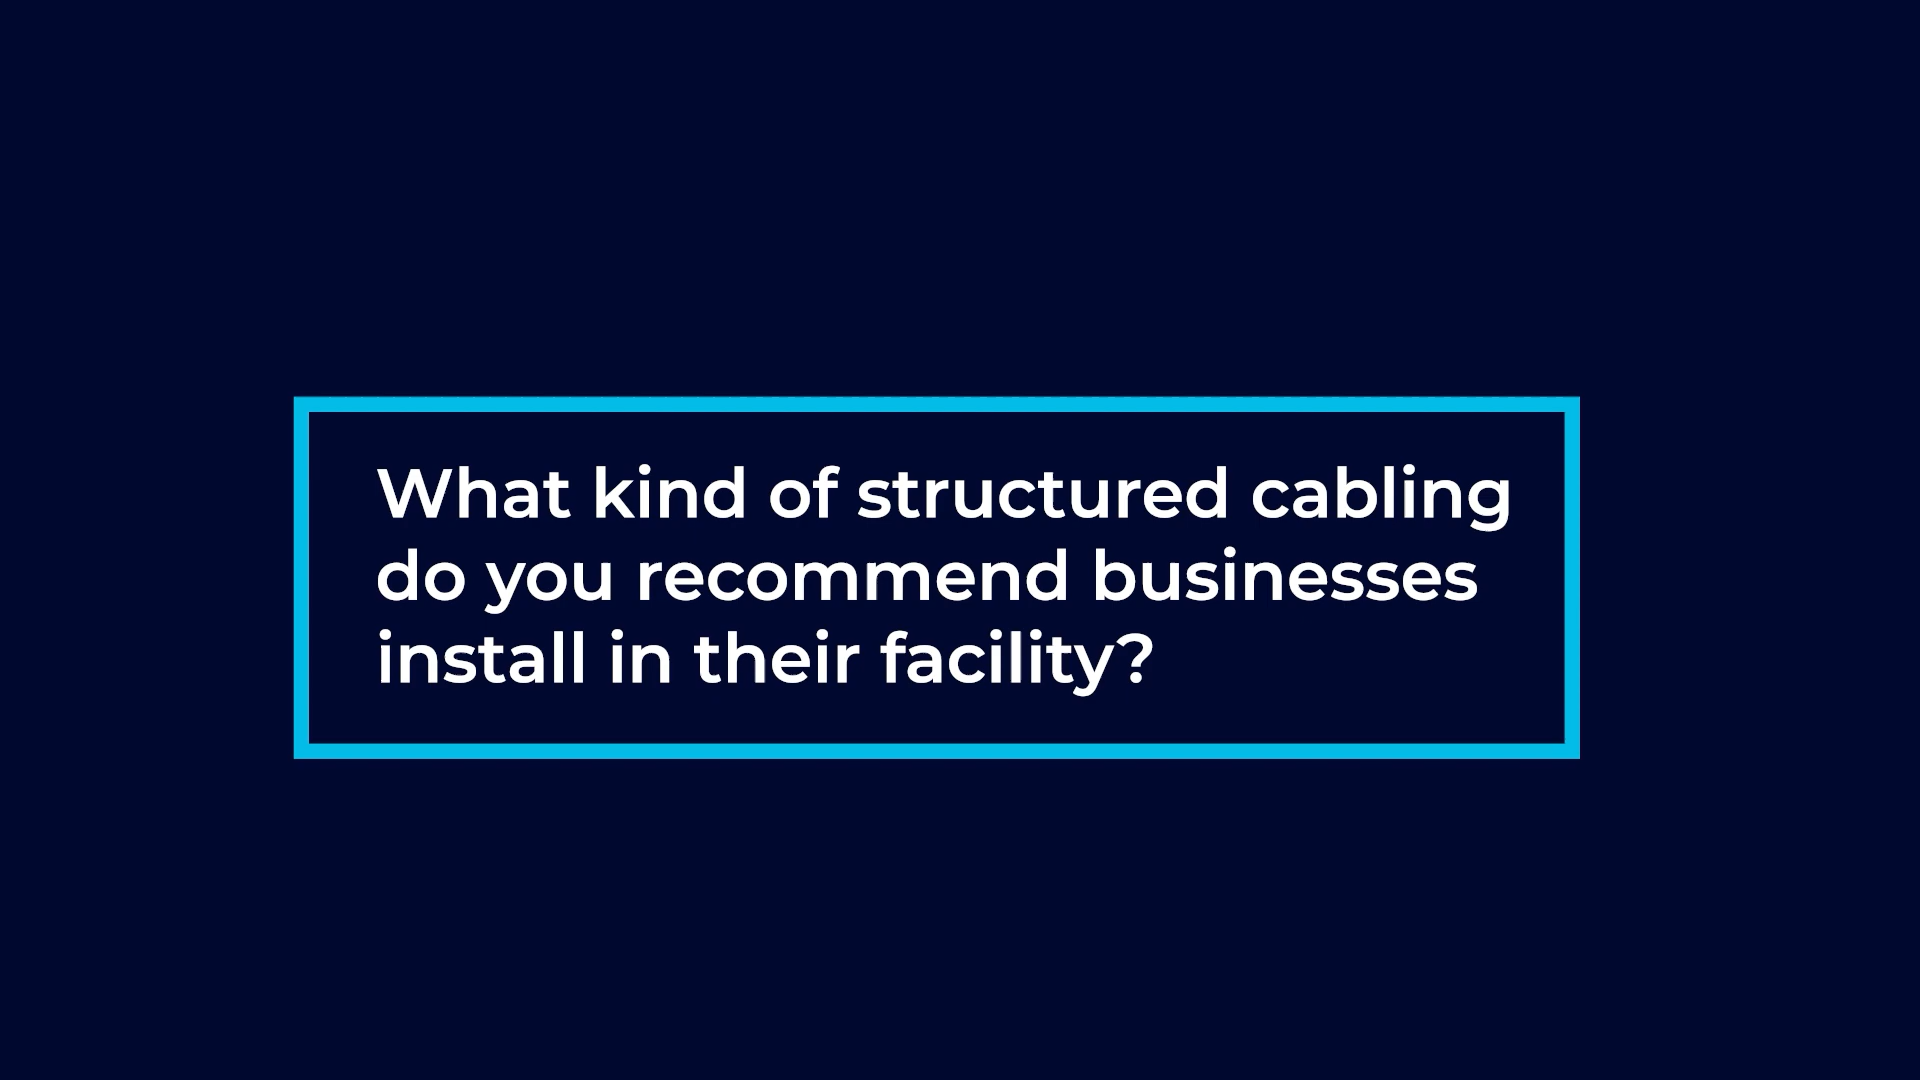 What kind of structured cabling
do you recommend businesses
install in their facility?